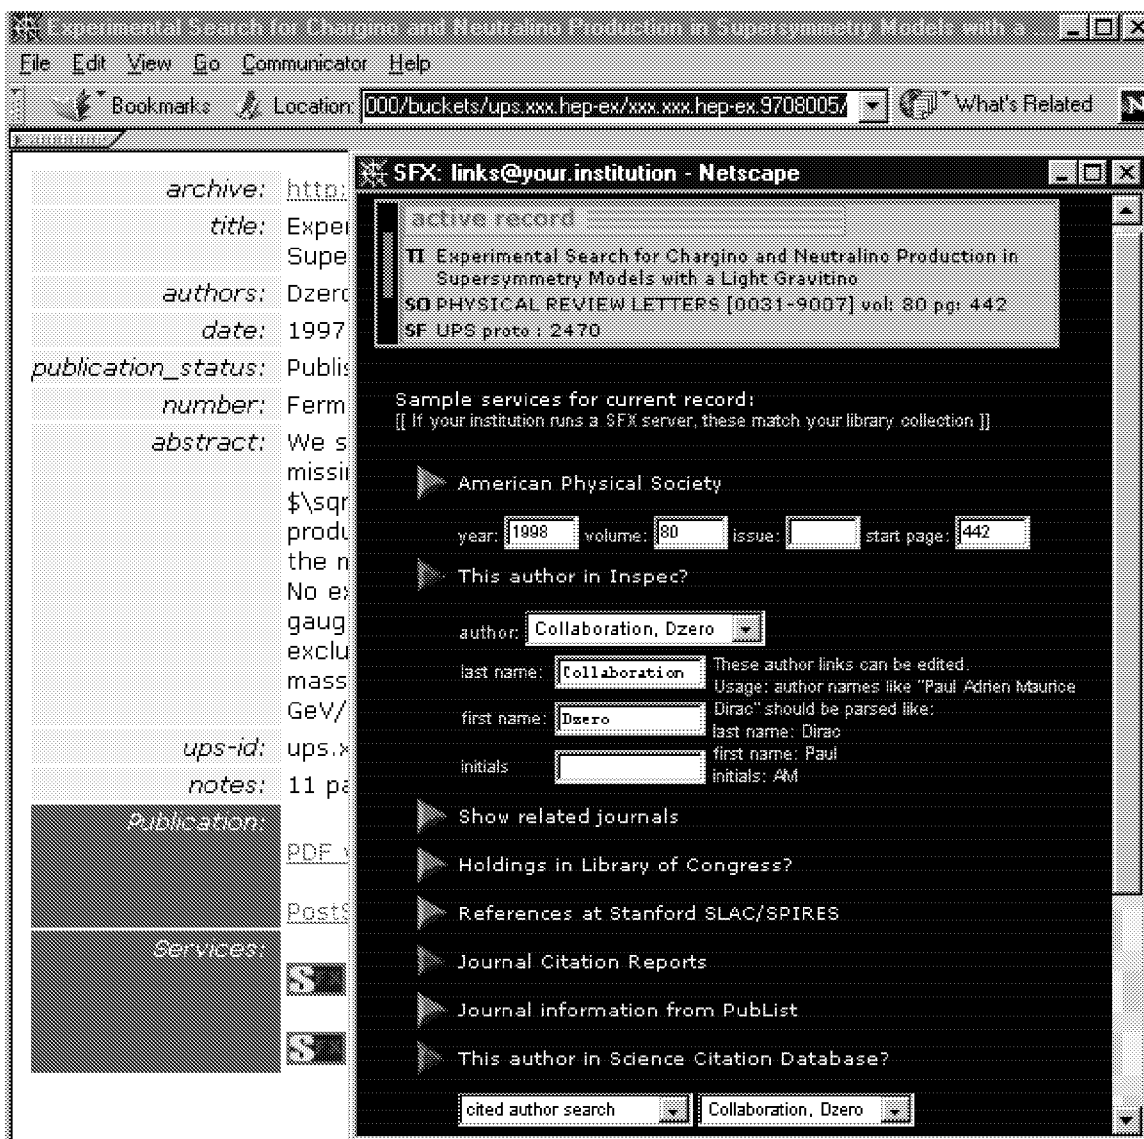 Experimental Search for Chargino and Neutralino Production in Supersymmetry Models with a
File Edit View Go Communicator Help
Bookmarks Location: 000/buckets/ups.xxx.hep-ex/xxx.xxx.hep-ex.9708005/ What's Related
archive: http:
title: Exper
Supe
authors: Dzero
date: 1997
publication_status: Publis
number: Ferm
abstract: We s
missin
$\sqr
produ
the m
No ex
gaug
exclu
mass
GeV/
ups-id: ups.x
notes: 11 pa
Publication:
PDF v
PostS
Services:
SFX: links@your.institution - Netscape
active record
TI Experimental Search for Chargino and Neutralino Production in
Supersymmetry Models with a Light Gravitino
SO PHYSICAL REVIEW LETTERS [0031-9007] vol: 80 pg: 442
SF UPS proto : 2470
Sample services for current record:
[[ If your institution runs a SFX server, these match your library collection ]]
American Physical Society
year: 1998 volume: 80 issue: start page: 442
This author in Inspec?
author: Collaboration, Dzero
last name: Collaboration
first name: Dzero
initials
These author links can be edited.
Usage: author names like "Paul Adrien Maurice
Dirac" should be parsed like:
last name: Dirac
first name: Paul
initials: AM
Show related journals
Holdings in Library of Congress?
References at Stanford SLAC/SPIRES
Journal Citation Reports
Journal information from PubList
This author in Science Citation Database?
cited author search Collaboration, Dzero